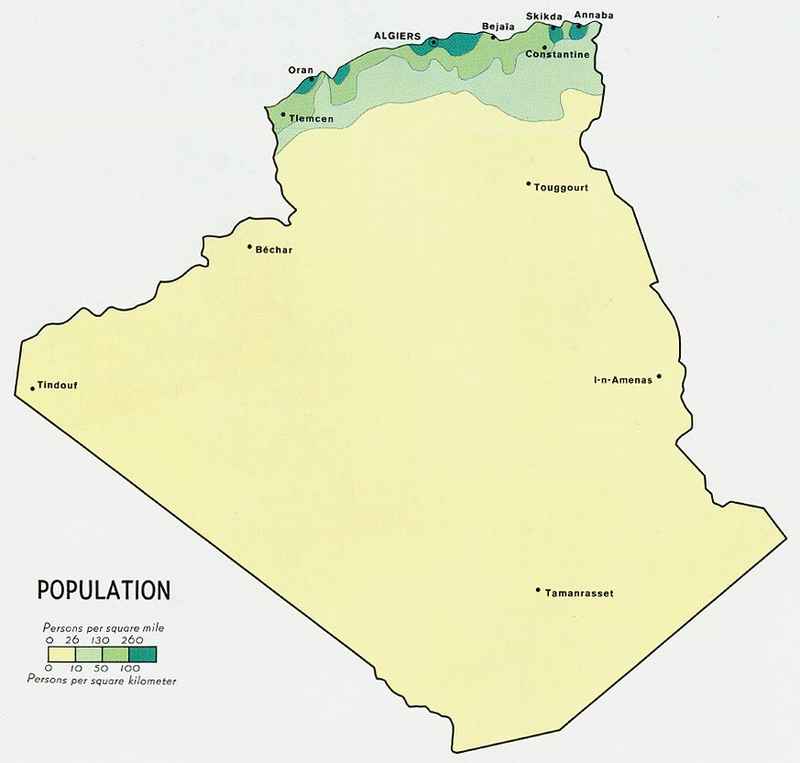 Skikda
Annaba
Bejaïa
ALGIERS
Constantine
Oran
Tlemcen
Touggourt
Béchar
I-n-Amenas
Tindouf
Tamanrasset
POPULATION
Persons per square mile
0 26 130 260
0 10 50 100
Persons per square kilometer